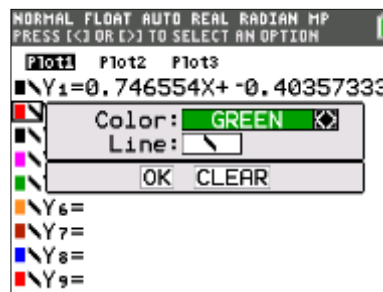 NORMAL FLOAT AUTO REAL RADIAN MP
PRESS [<] OR [>] TO SELECT AN OPTION
Plot1 Plot2 Plot3
\Y1=0.746554X+-0.40357333
Color: GREEN
Line: \
OK CLEAR
\Y6=
\Y7=
\Y8=
\Y9=